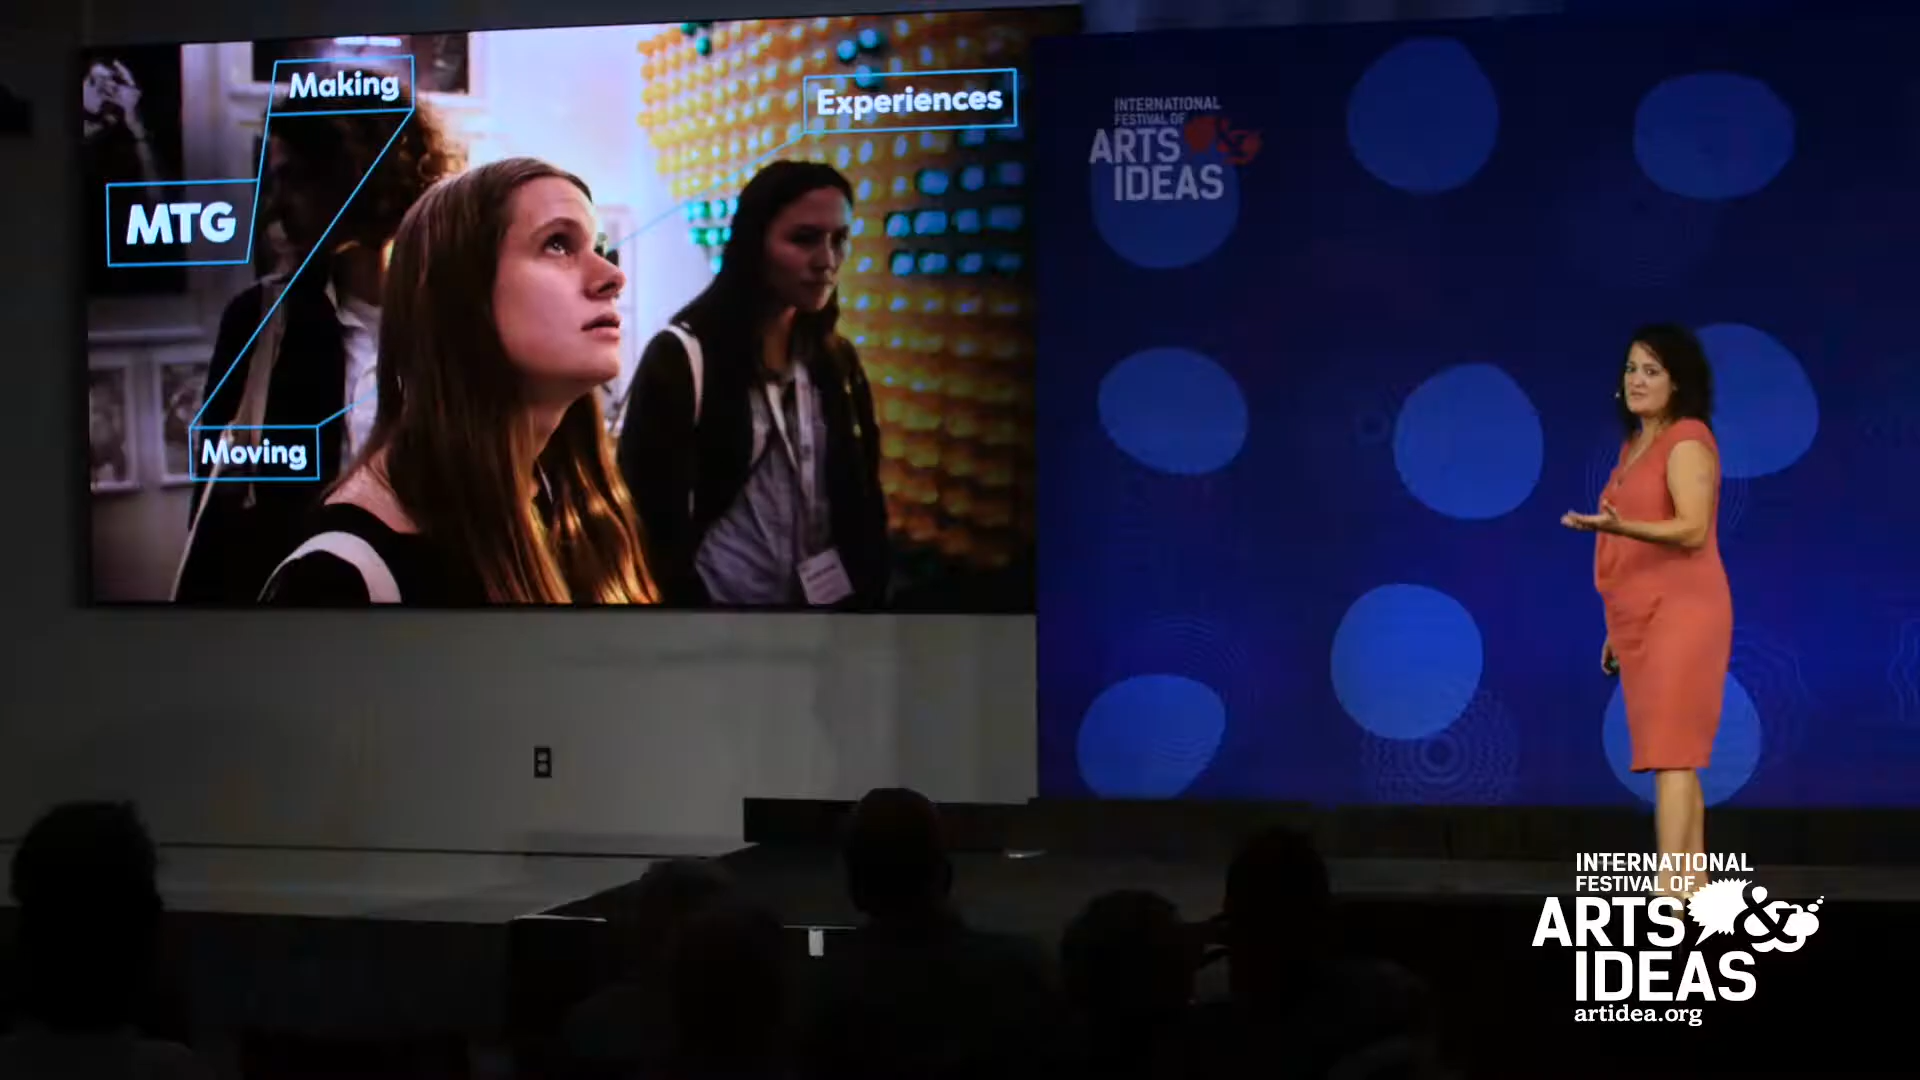 Making
Experiences
MTG
Moving
INTERNATIONAL
FESTIVAL OF
ARTS &
IDEAS
INTERNATIONAL
FESTIVAL OF
ARTS &
IDEAS
artidea.org